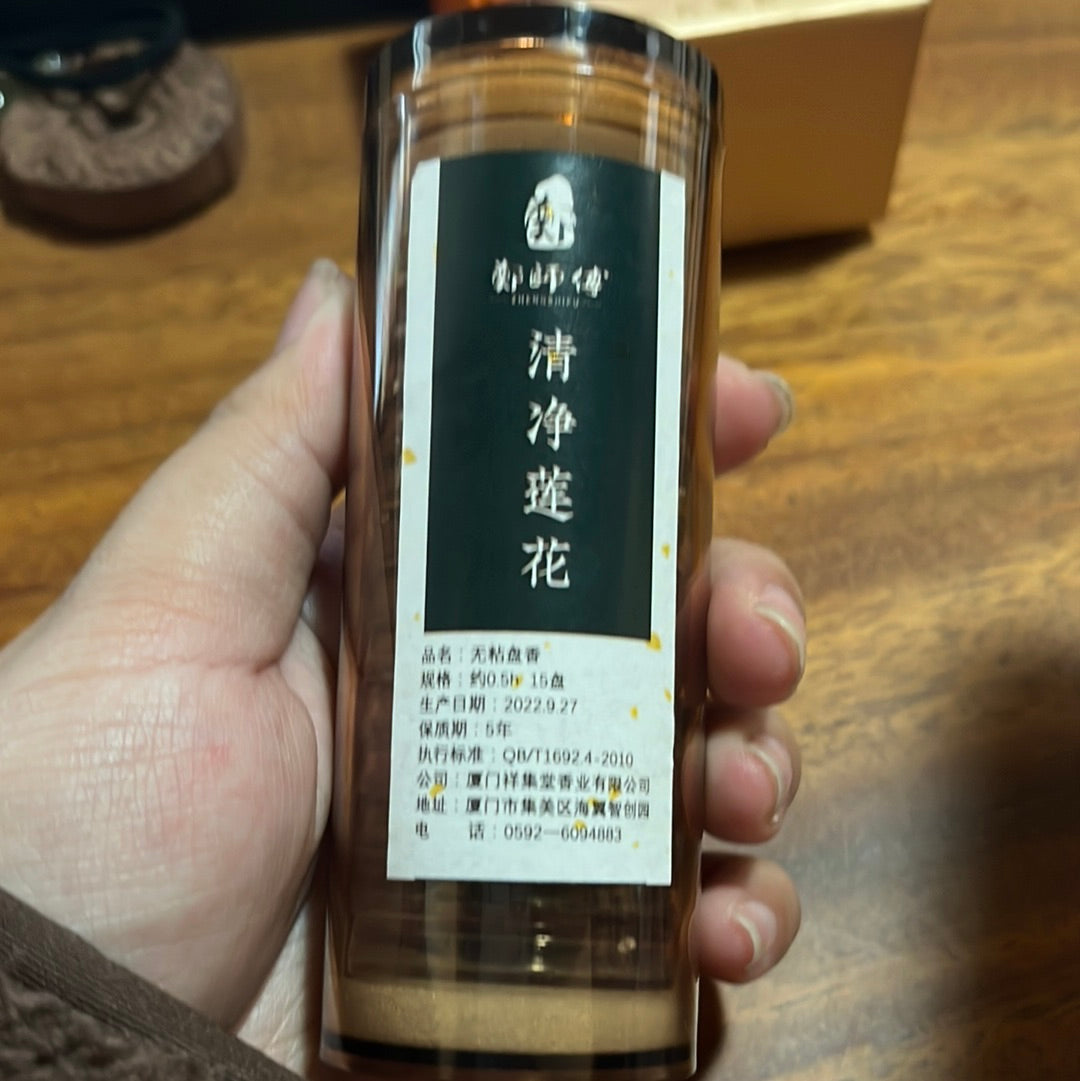 鄭
鄭師傅
ZHENGSHIFU
清净莲花
品名：无粘盘香
规格：约0.5h 15盘
生产日期：2022.9.27
保质期：5年
执行标准：QB/T1692.4-2010
公司：厦门祥集堂香业有限公司
地址：厦门市集美区海翼智创园
电 话：0592—6094883